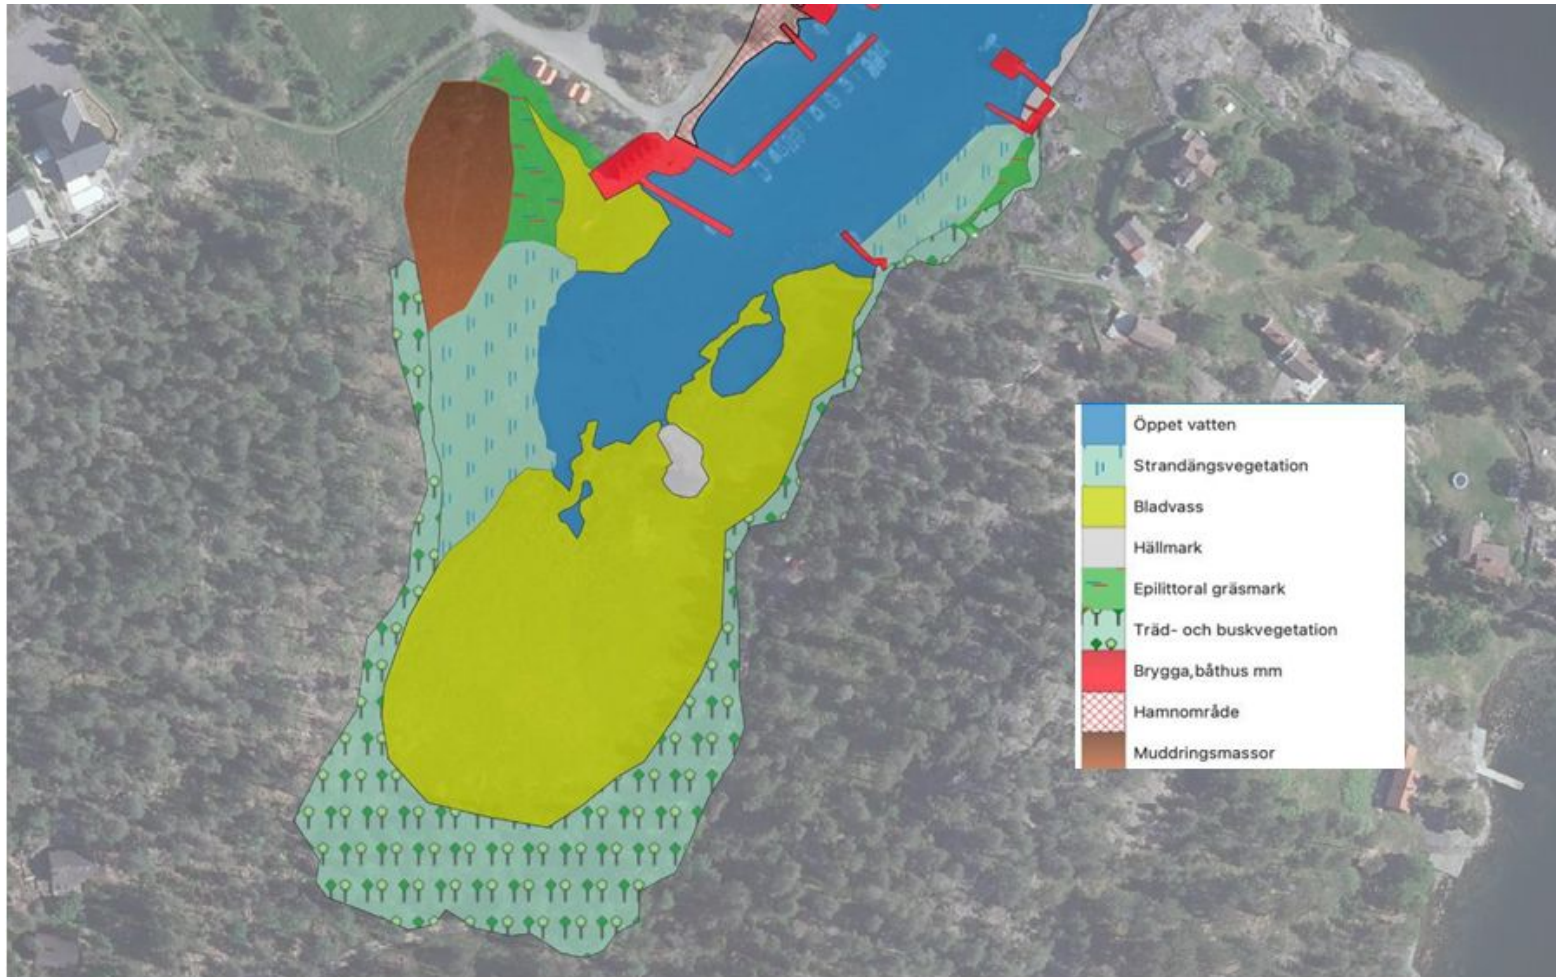 Öppet vatten
Strandängsvegetation
Bladvass
Hällmark
Epilittoral gräsmark
Träd- och buskvegetation
Brygga,båthus mm
Hamnområde
Muddringsmassor